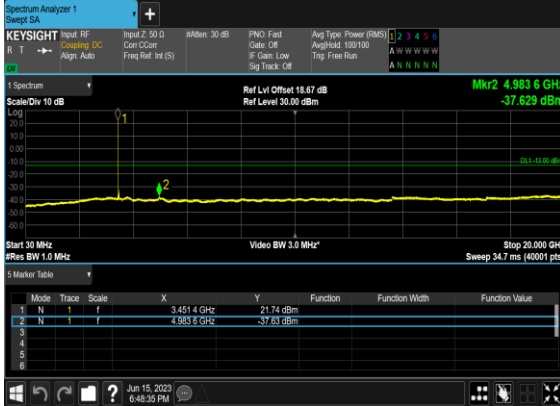 Spectrum Analyzer 1
Swept SA
+
KEYSIGHT
Input: RF
Coupling: DC
Align: Auto
Input Z: 50 Ω
Corr CCorr
Freq Ref: Int (S)
#Atten: 30 dB
PNO: Fast
Gate: Off
IF Gain: Low
Sig Track: Off
Avg Type: Power (RMS)
Avg|Hold: 100/100
Trig: Free Run
1 2 3 4 5 6
A W W W W W
A N N N N N
R T
LXI
1 Spectrum
Scale/Div 10 dB
Ref Lvl Offset 18.67 dB
Ref Level 30.00 dBm
Mkr2 4.983 6 GHz
-37.629 dBm
Log
20.0
10.0
0.00
-10.0
-20.0
-30.0
-40.0
-50.0
-60.0
1
2
DL1 -13.00 dBm
Start 30 MHz
#Res BW 1.0 MHz
Video BW 3.0 MHz*
Stop 20.000 GHz
Sweep 34.7 ms (40001 pts)
5 Marker Table
Mode Trace Scale X Y Function Function Width Function Value
1 N 1 f 3.451 4 GHz 21.74 dBm
2 N 1 f 4.983 6 GHz -37.63 dBm
3
4
5
6
?
Jun 15, 2023
6:48:35 PM